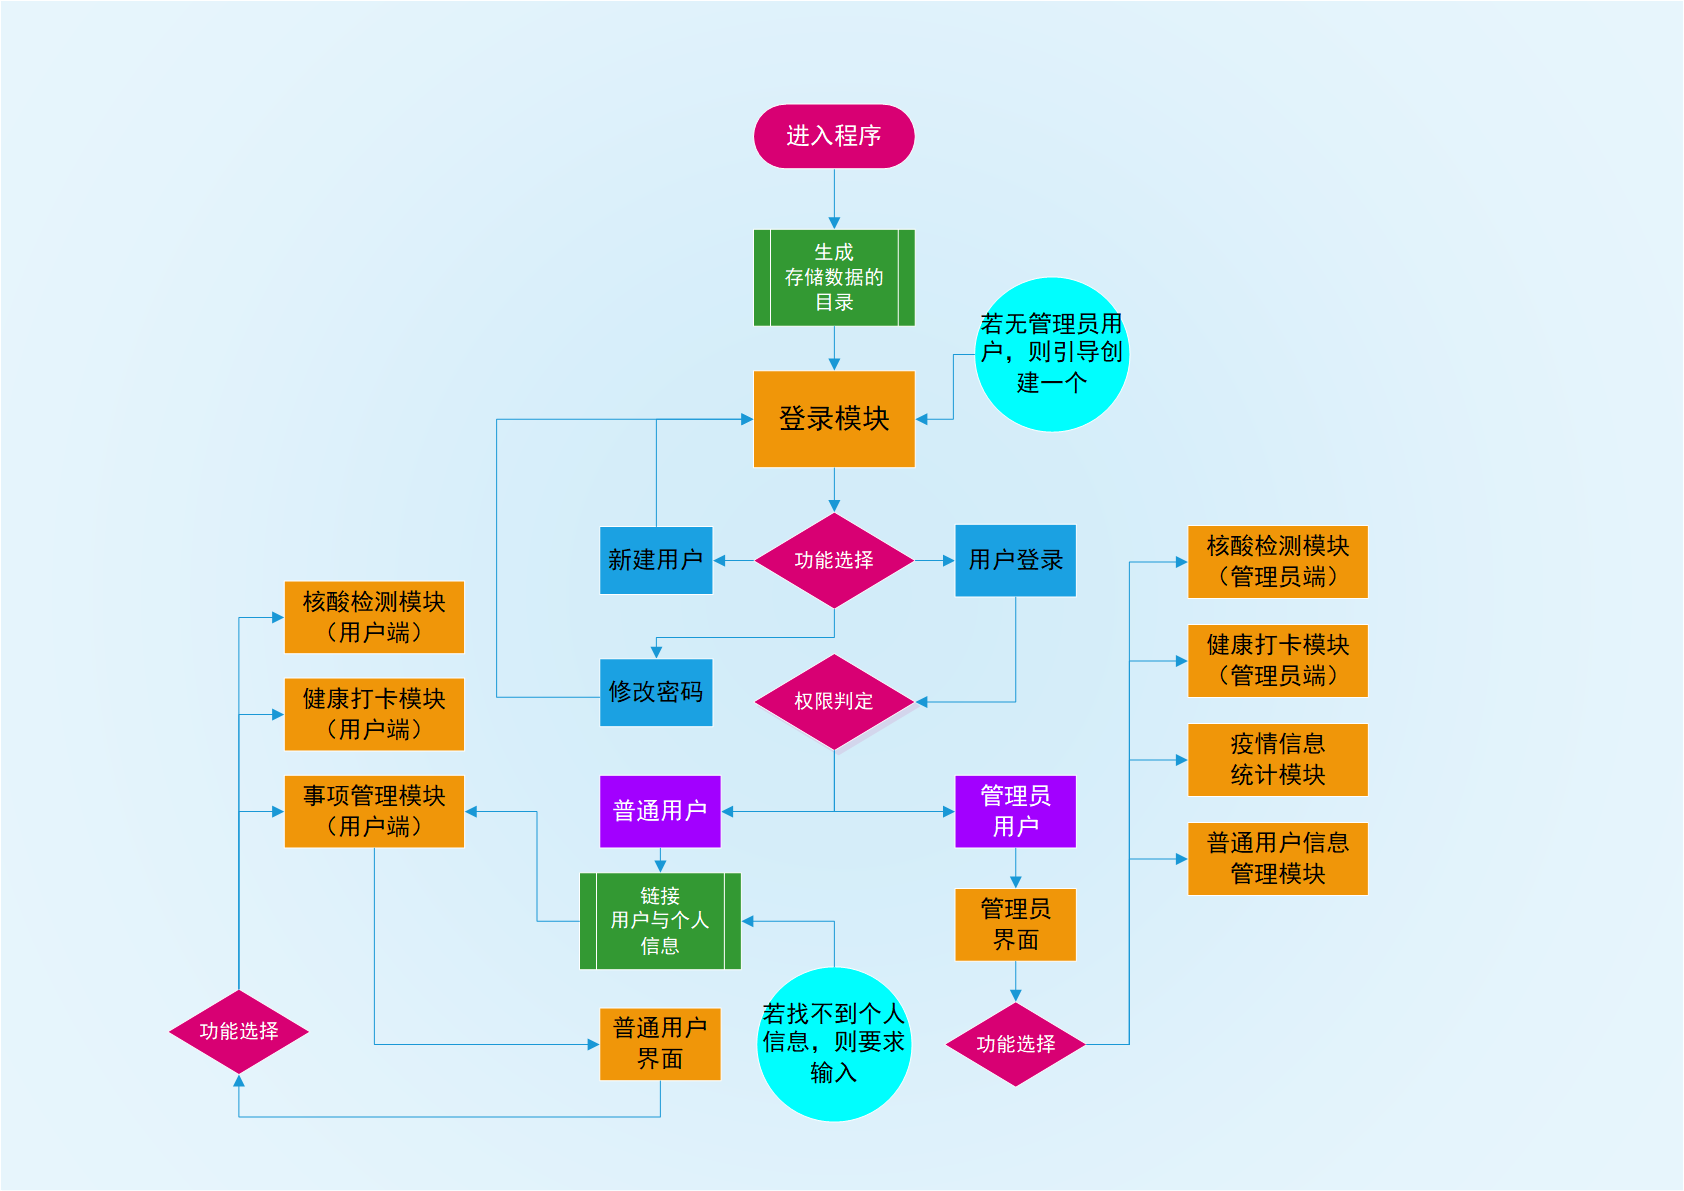 进入程序
生成
存储数据的
目录
若无管理员用
户，则引导创
建一个
登录模块
新建用户
功能选择
用户登录
修改密码
权限判定
核酸检测模块
（用户端）
健康打卡模块
（用户端）
事项管理模块
（用户端）
核酸检测模块
（管理员端）
健康打卡模块
（管理员端）
疫情信息
统计模块
普通用户信息
管理模块
普通用户
管理员
用户
链接
用户与个人
信息
管理员
界面
若找不到个人
信息，则要求
输入
功能选择
普通用户
界面
功能选择